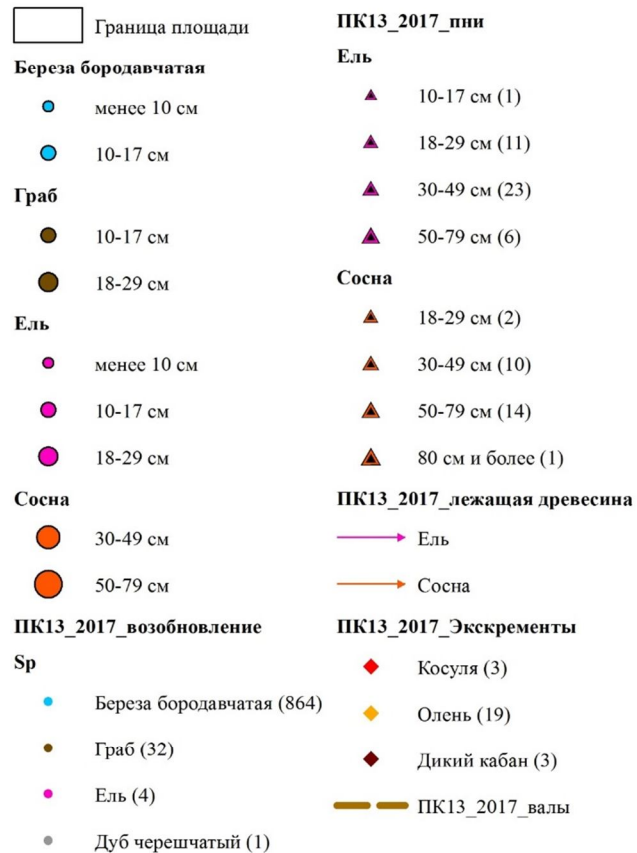 Граница площади
Береза бородавчатая
менее 10 см
10-17 см
Граб
10-17 см
18-29 см
Ель
менее 10 см
10-17 см
18-29 см
Сосна
30-49 см
50-79 см
ПК13_2017_возобновление
Sp
Береза бородавчатая (864)
Граб (32)
Ель (4)
Дуб черешчатый (1)
ПК13_2017_пни
Ель
10-17 см (1)
18-29 см (11)
30-49 см (23)
50-79 см (6)
Сосна
18-29 см (2)
30-49 см (10)
50-79 см (14)
80 см и более (1)
ПК13_2017_лежащая древесина
Ель
Сосна
ПК13_2017_Экскременты
Косуля (3)
Олень (19)
Дикий кабан (3)
ПК13_2017_валы